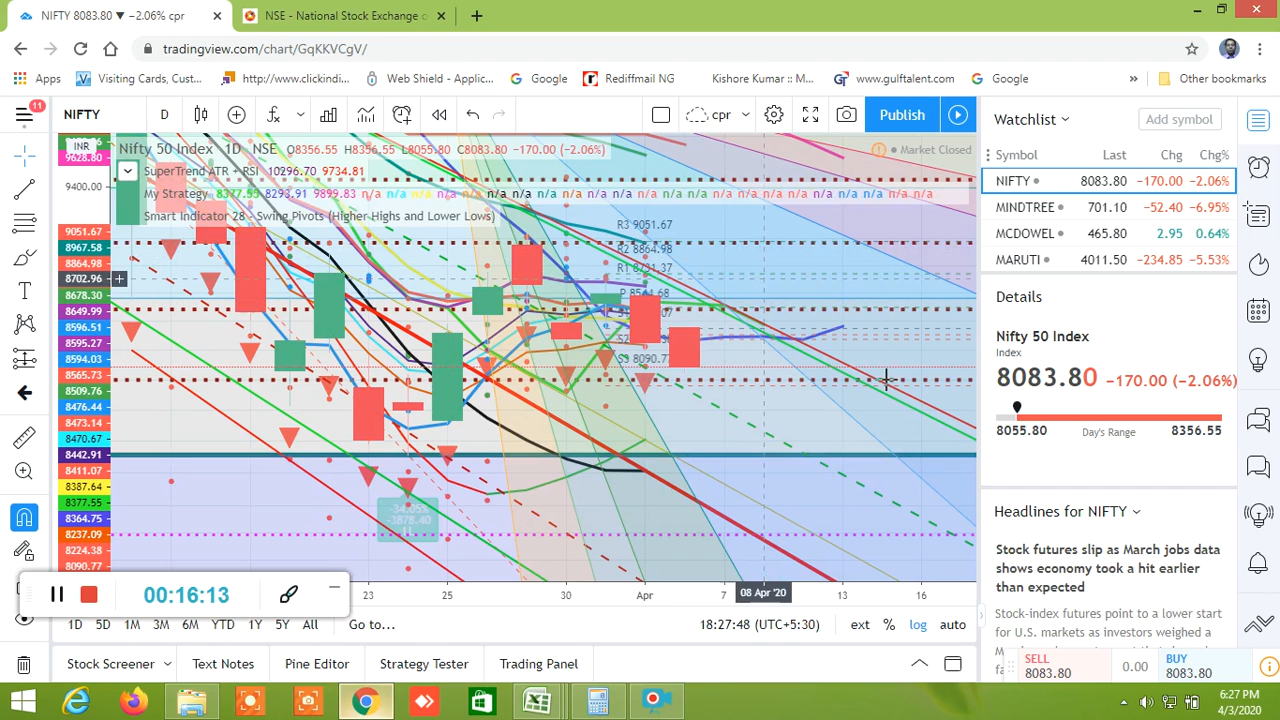 NIFTY 8083.80 ▼ −2.06% cpr
NSE - National Stock Exchange o
tradingview.com/chart/GqKKVCgV/
Apps
Visiting Cards, Cust...
http://www.clickindi...
Web Shield - Applic...
Google
Rediffmail NG
Kishore Kumar :: M...
www.gulftalent.com
Google
»
Other bookmarks
11
NIFTY
D
cpr
Publish
Watchlist
Add symbol
INR
Nifty 50 Index 1D NSE O8356.55 H8356.55 L8055.80 C8083.80 −170.00 (−2.06%)
Market Closed
SuperTrend ATR + RSI 10296.70 9734.81
My Strategy 8377.55 8293.91 9899.83 n/a n/a n/a n/a n/a n/a n/a n/a n/a n/a n/a n/a n/a n/a n/a n/a n/a n/a n/a n/a n/a n/a n/a
Smart Indicator 28 - Swing Pivots (Higher Highs and Lower Lows)
9628.80
9400.00
9051.67
8967.58
8864.98
8702.96
8678.30
8649.99
8596.51
8595.27
8594.03
8565.73
8509.76
8476.44
8473.14
8470.67
8442.91
8411.07
8387.64
8377.55
8364.75
8237.09
8224.38
8090.77
R3 9051.67
R2 8864.98
R1 8731.37
S3 8090.77
-34.05%
-3878.40
Symbol Last Chg Chg%
NIFTY 8083.80 −170.00 −2.06%
MINDTREE 701.10 −52.40 −6.95%
MCDOWEL 465.80 2.95 0.64%
MARUTI 4011.50 −234.85 −5.53%
Details
Nifty 50 Index
Index
8083.80 −170.00 (−2.06%)
8055.80 Day's Range 8356.55
Headlines for NIFTY
Stock futures slip as March jobs data
shows economy took a hit earlier
than expected
Stock-index futures point to a lower start
for U.S. markets as investors weighed a
SELL
8083.80
0.00
BUY
8083.80
00:16:13
23 25 30 Apr 7 08 Apr '20 13 16
1D 5D 1M 3M 6M YTD 1Y 5Y All Go to...
18:27:48 (UTC+5:30) ext % log auto
Stock Screener Text Notes Pine Editor Strategy Tester Trading Panel
6:27 PM
4/3/2020